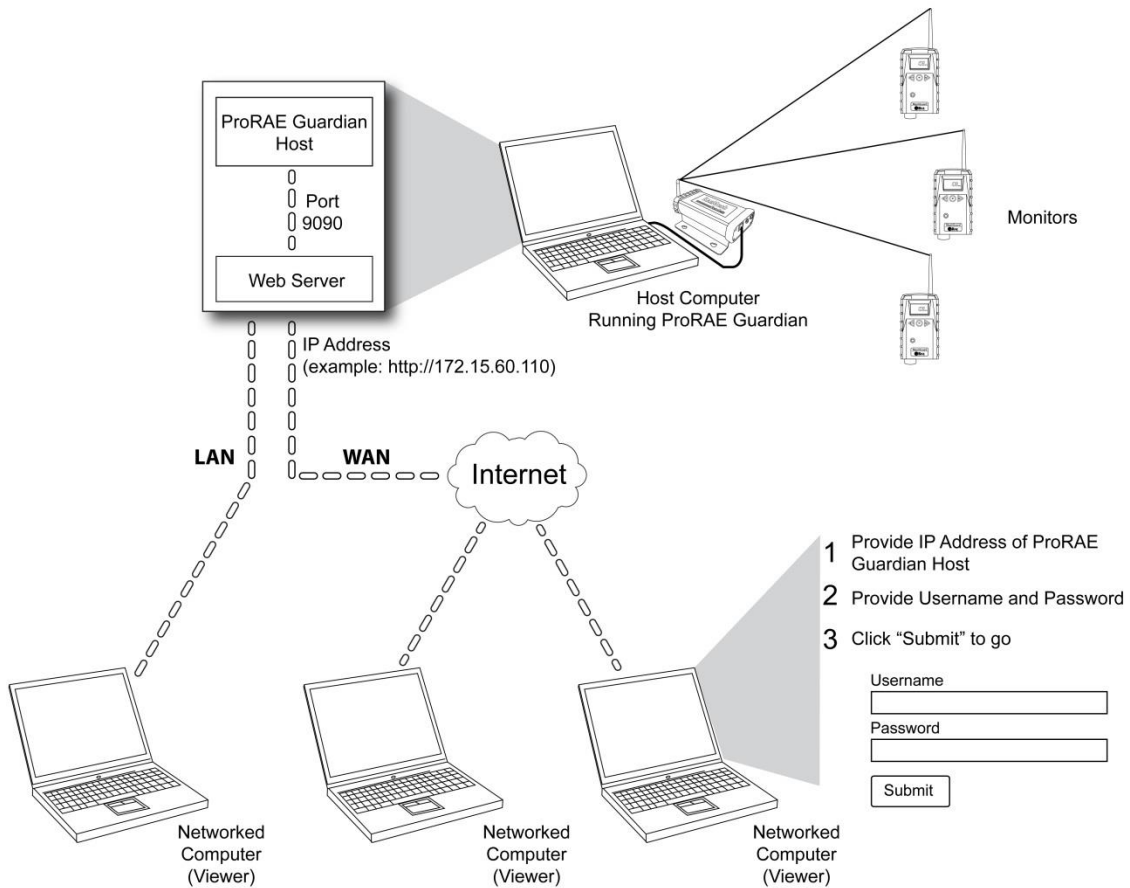 ProRAE Guardian
Host
Port
9090
Web Server
Host Computer
Running ProRAE Guardian
Monitors
IP Address
(example: http://172.15.60.110)
LAN
WAN
Internet
1 Provide IP Address of ProRAE
Guardian Host
2 Provide Username and Password
3 Click “Submit” to go
Username
Password
Submit
Networked
Computer
(Viewer)
Networked
Computer
(Viewer)
Networked
Computer
(Viewer)